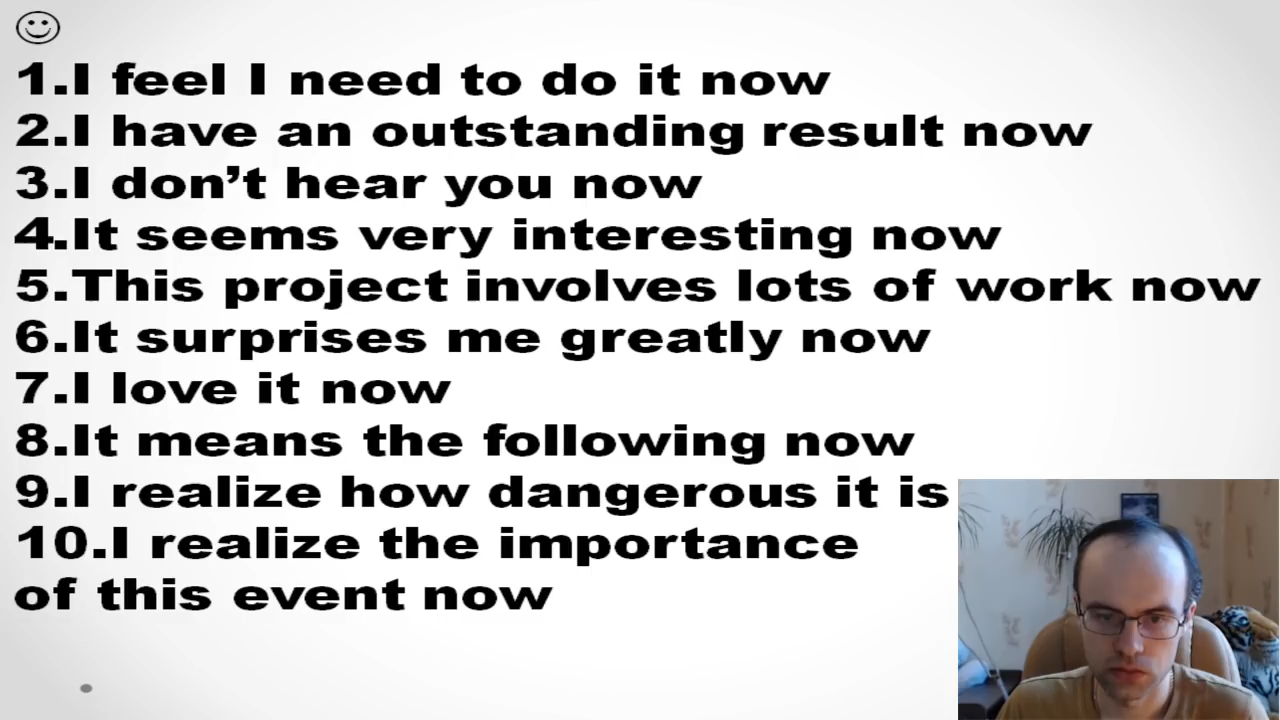 1.I feel I need to do it now
2.I have an outstanding result now
3.I don’t hear you now
4.It seems very interesting now
5.This project involves lots of work now
6.It surprises me greatly now
7.I love it now
8.It means the following now
9.I realize how dangerous it is
10.I realize the importance
of this event now